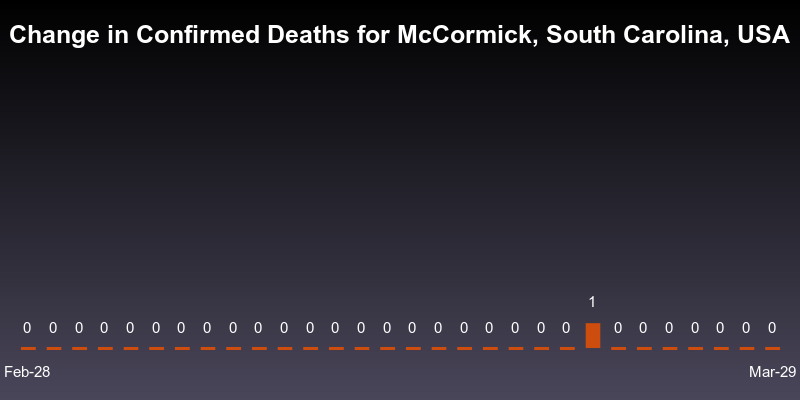 Change in Confirmed Deaths for McCormick, South Carolina, USA
1
0 0 0 0 0 0 0 0 0 0 0 0 0 0 0 0 0 0 0 0 0 0 0 0 0 0 0 0 0
Feb-28 Mar-29